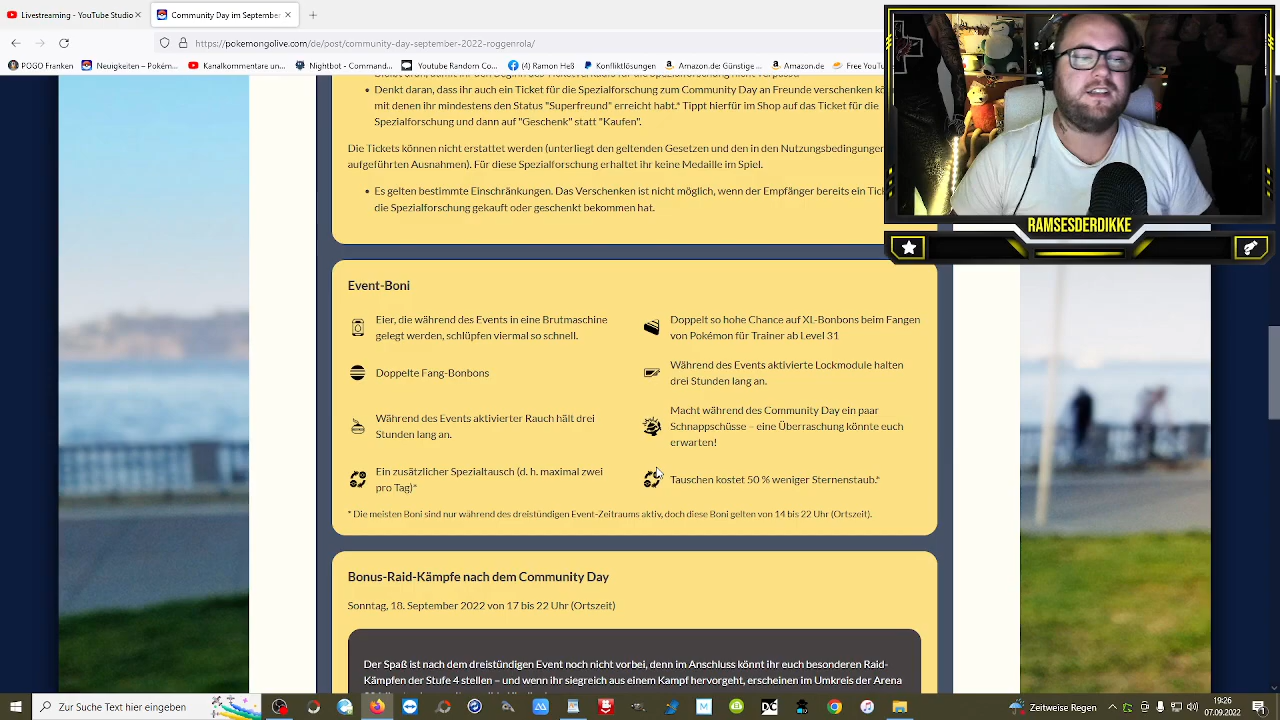 Youtube Streamen - Neuigkeiten
Community-Day im September
https://pokemongolive.com/de/post/community-day-september-2022-roggenrola/
POGO Franken
Neuigkeiten – Pokém...
Kanalkommentare un...
Nightbot - Command...
Youtube Keywords Co...
(4) Ramon Heß
Konfliktlösungen
Amazon.de Günstige ...
Amazon.de
Free YouT
• Denkt daran, dass ihr auch ein Ticket für die Spezialforschung zum Community Day an Freunde verschenken kö
mit denen ihr mindestens den Status "Superfreund" erreicht habt.* Tippt hierfür im Shop auf das Ticket für die
Spezialforschung und dann auf "Geschenk" statt "Kaufen".
Die Tickets können nicht erstattet werden (unterliegt den geltenden Gesetzen und den in den Nutzungsbedingungen
aufgeführten Ausnahmen). Für diese Spezialforschung erhaltet ihr keine Medaille im Spiel.
• Es gelten bestimmte Einschränkungen. Das Verschenken ist nicht möglich, wenn der Empfänger bereits ein Tick
die Spezialforschung gekauft oder geschenkt bekommen hat.
RAMSESDERDIKKE
Event-Boni
Eier, die während des Events in eine Brutmaschine
gelegt werden, schlüpfen viermal so schnell.
Doppelt so hohe Chance auf XL-Bonbons beim Fangen
von Pokémon für Trainer ab Level 31
Doppelte Fang-Bonbons
Während des Events aktivierte Lockmodule halten
drei Stunden lang an.
Während des Events aktivierter Rauch hält drei
Stunden lang an.
Macht während des Community Day ein paar
Schnappschüsse – eine Überraschung könnte euch
erwarten!
Ein zusätzlicher Spezialtausch (d. h. maximal zwei
pro Tag)*
Tauschen kostet 50 % weniger Sternenstaub.*
* Die meisten Boni sind nur während des dreistündigen Event-Zeitraums aktiv, doch diese Boni gelten von 14 bis 22 Uhr (Ortszeit).
Bonus-Raid-Kämpfe nach dem Community Day
Sonntag, 18. September 2022 von 17 bis 22 Uhr (Ortszeit)
Der Spaß ist nach dem dreistündigen Event noch nicht vorbei, denn im Anschluss könnt ihr euch besonderen Raid-
Kämpfen der Stufe 4 stellen – und wenn ihr siegreich aus einem Kampf hervorgeht, erscheinen im Umkreis der Arena
Zur Suche Text hier eingeben
19:26
07.09.2022